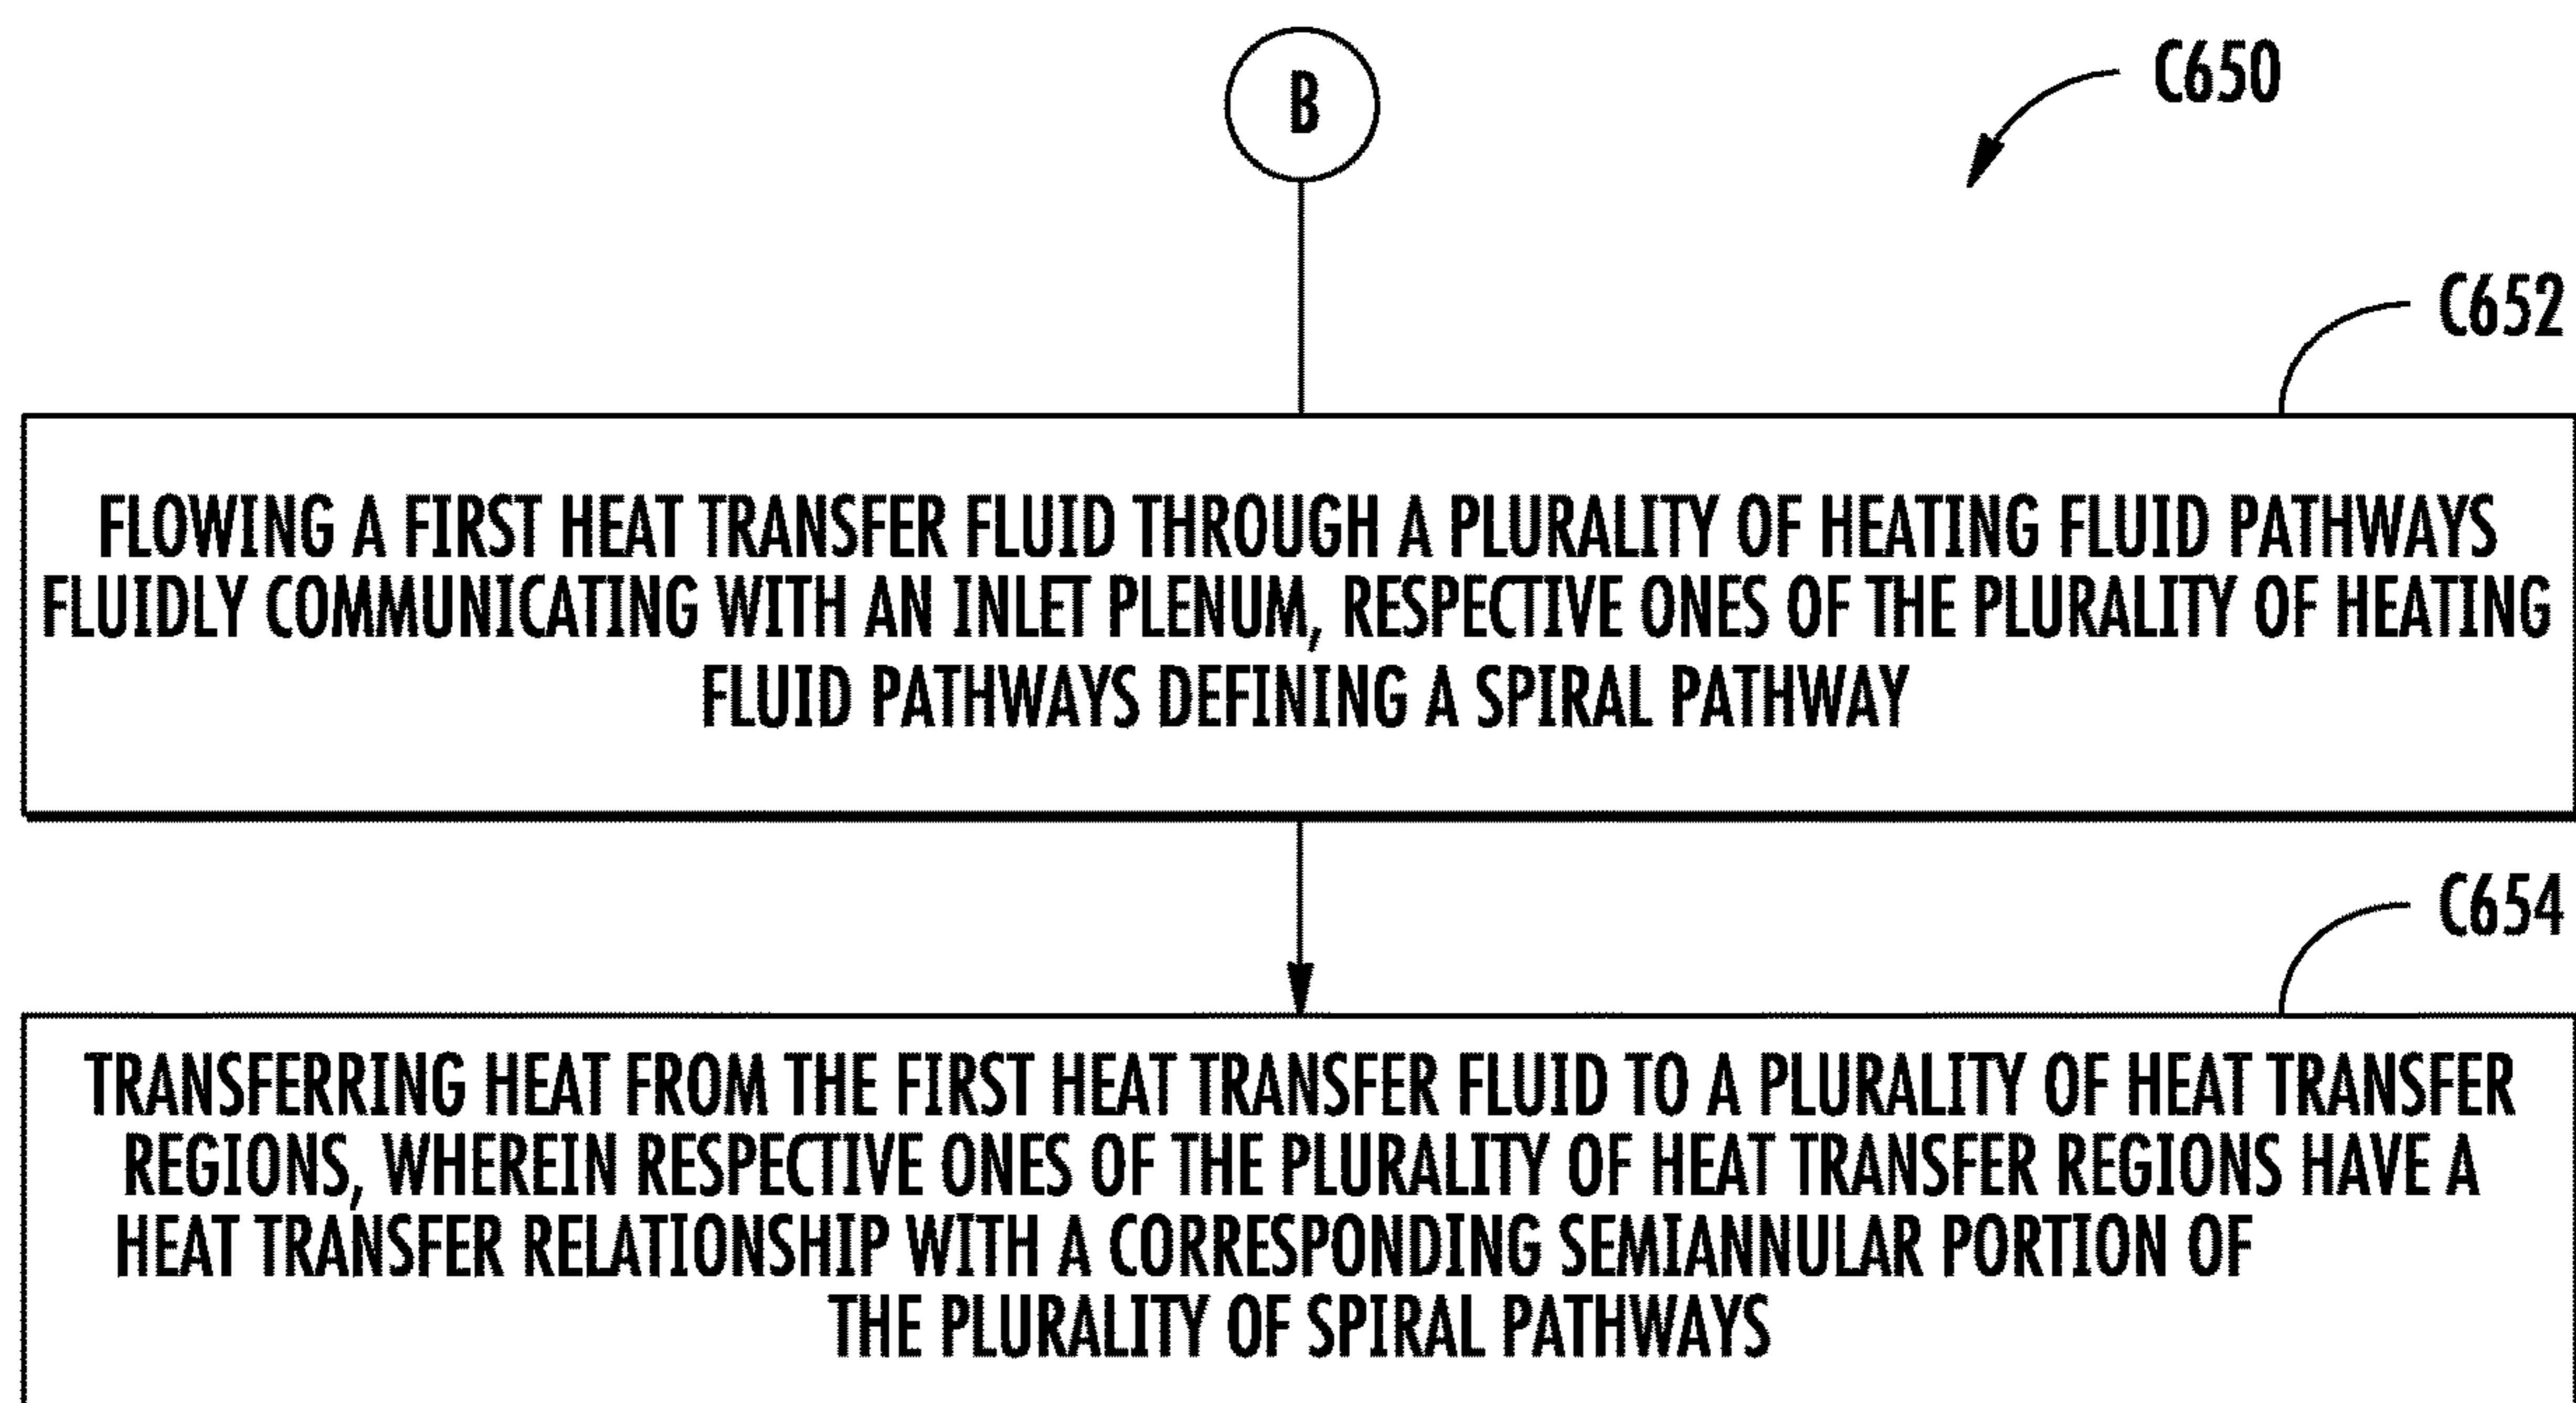 B
C650
C652
FLOWING A FIRST HEAT TRANSFER FLUID THROUGH A PLURALITY OF HEATING FLUID PATHWAYS
FLUIDLY COMMUNICATING WITH AN INLET PLENUM, RESPECTIVE ONES OF THE PLURALITY OF HEATING
FLUID PATHWAYS DEFINING A SPIRAL PATHWAY
C654
TRANSFERRING HEAT FROM THE FIRST HEAT TRANSFER FLUID TO A PLURALITY OF HEAT TRANSFER
REGIONS, WHEREIN RESPECTIVE ONES OF THE PLURALITY OF HEAT TRANSFER REGIONS HAVE A
HEAT TRANSFER RELATIONSHIP WITH A CORRESPONDING SEMIANNULAR PORTION OF
THE PLURALITY OF SPIRAL PATHWAYS